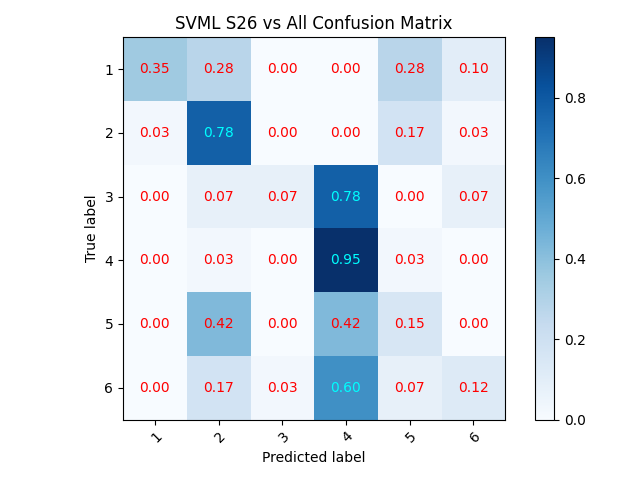 SVML S26 vs All Confusion Matrix
1 0.35 0.28 0.00 0.00 0.28 0.10
2 0.03 0.78 0.00 0.00 0.17 0.03
3 0.00 0.07 0.07 0.78 0.00 0.07
4 0.00 0.03 0.00 0.95 0.03 0.00
5 0.00 0.42 0.00 0.42 0.15 0.00
6 0.00 0.17 0.03 0.60 0.07 0.12
1 2 3 4 5 6
True label
Predicted label
0.8
0.6
0.4
0.2
0.0